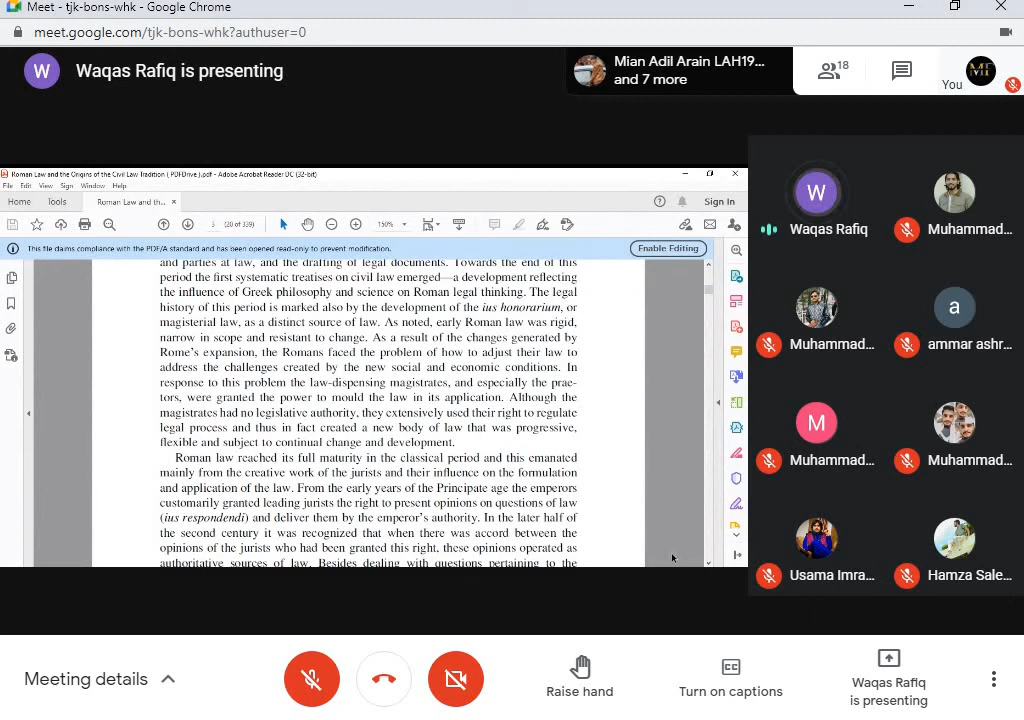 Meet - tjk-bons-whk - Google Chrome
meet.google.com/tjk-bons-whk?authuser=0
W
Waqas Rafiq is presenting
Mian Adil Arain LAH19...
and 7 more
18
You
Roman Law and the Origins of the Civil Law Tradition ( PDFDrive ).pdf - Adobe Acrobat Reader DC (32-bit)
File Edit View Sign Window Help
Home Tools Roman Law and th... × Sign In
3 (20 of 339) 150%
This file claims compliance with the PDF/A standard and has been opened read-only to prevent modification. Enable Editing
and parties at law, and the drafting of legal documents. Towards the end of this
period the first systematic treatises on civil law emerged—a development reflecting
the influence of Greek philosophy and science on Roman legal thinking. The legal
history of this period is marked also by the development of the ius honorarium, or
magisterial law, as a distinct source of law. As noted, early Roman law was rigid,
narrow in scope and resistant to change. As a result of the changes generated by
Rome's expansion, the Romans faced the problem of how to adjust their law to
address the challenges created by the new social and economic conditions. In
response to this problem the law-dispensing magistrates, and especially the prae-
tors, were granted the power to mould the law in its application. Although the
magistrates had no legislative authority, they extensively used their right to regulate
legal process and thus in fact created a new body of law that was progressive,
flexible and subject to continual change and development.
Roman law reached its full maturity in the classical period and this emanated
mainly from the creative work of the jurists and their influence on the formulation
and application of the law. From the early years of the Principate age the emperors
customarily granted leading jurists the right to present opinions on questions of law
(ius respondendi) and deliver them by the emperor's authority. In the later half of
the second century it was recognized that when there was accord between the
opinions of the jurists who had been granted this right, these opinions operated as
authoritative sources of law. Besides dealing with questions pertaining to the
W
Waqas Rafiq
Muhammad...
Muhammad...
a
ammar ashr...
M
Muhammad...
Muhammad...
Usama Imra...
Hamza Sale...
Meeting details
Raise hand
Turn on captions
Waqas Rafiq
is presenting